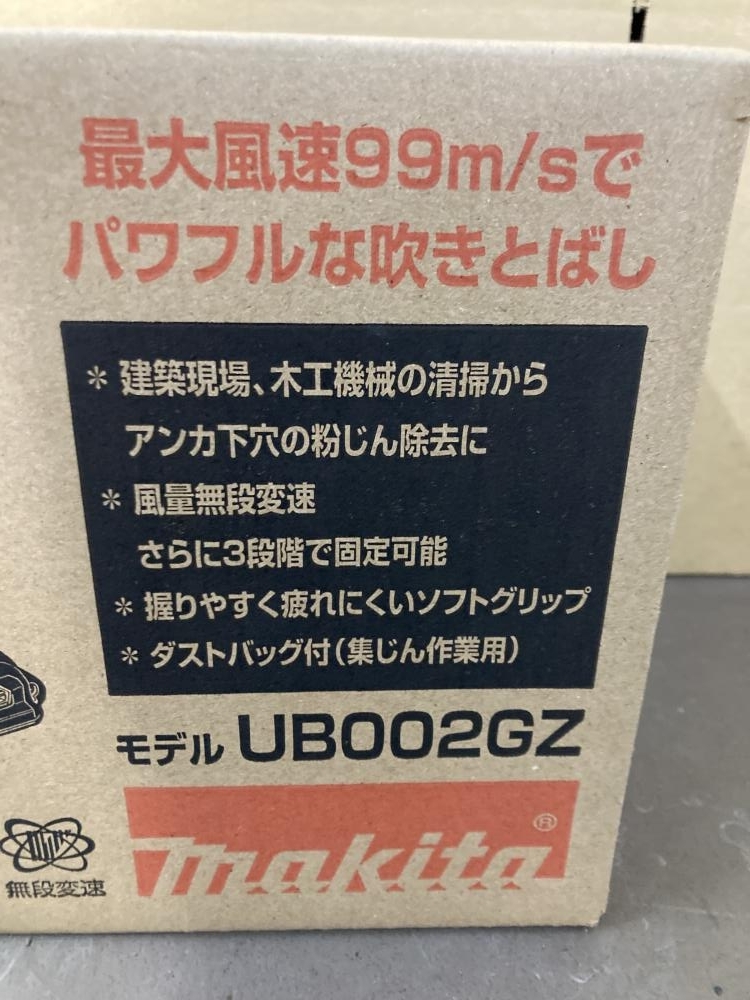 最大風速99m/sで
パワフルな吹きとばし
* 建築現場、木工機械の清掃から
アンカ下穴の粉じん除去に
* 風量無段変速
さらに3段階で固定可能
* 握りやすく疲れにくいソフトグリップ
* ダストバッグ付(集じん作業用)
モデル UB002GZ
makita®
無段変速